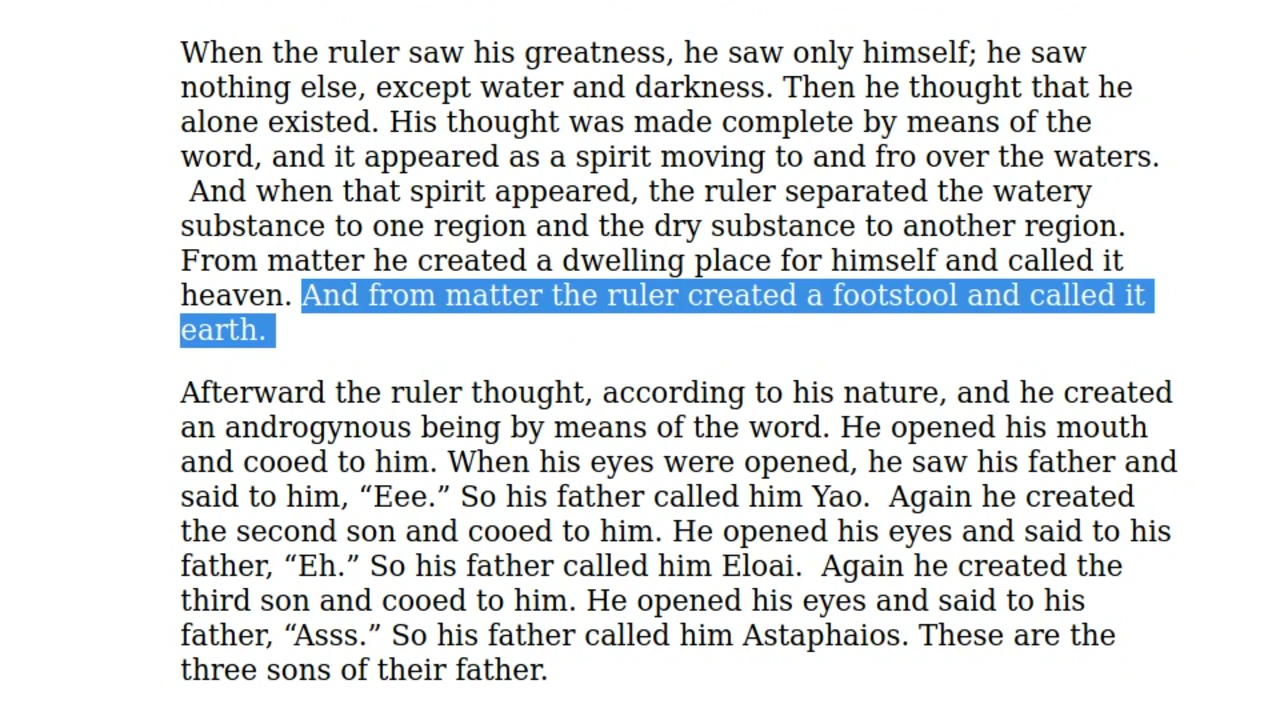 When the ruler saw his greatness, he saw only himself; he saw
nothing else, except water and darkness. Then he thought that he
alone existed. His thought was made complete by means of the
word, and it appeared as a spirit moving to and fro over the waters.
And when that spirit appeared, the ruler separated the watery
substance to one region and the dry substance to another region.
From matter he created a dwelling place for himself and called it
heaven. And from matter the ruler created a footstool and called it
earth.
Afterward the ruler thought, according to his nature, and he created
an androgynous being by means of the word. He opened his mouth
and cooed to him. When his eyes were opened, he saw his father and
said to him, “Eee.” So his father called him Yao.  Again he created
the second son and cooed to him. He opened his eyes and said to his
father, “Eh.” So his father called him Eloai.  Again he created the
third son and cooed to him. He opened his eyes and said to his
father, “Asss.” So his father called him Astaphaios. These are the
three sons of their father.